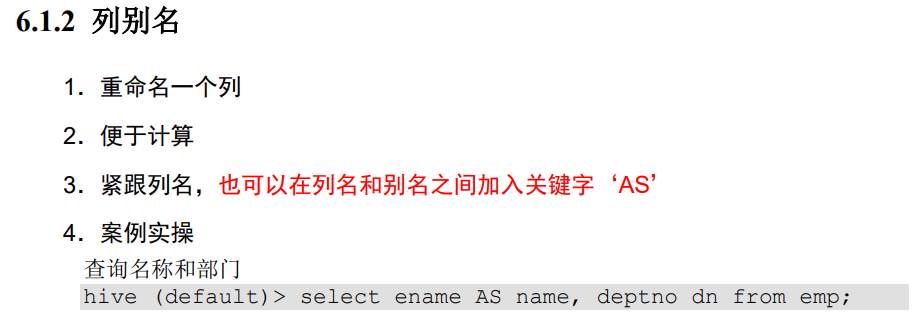 6.1.2 列别名
1. 重命名一个列
2. 便于计算
3. 紧跟列名，也可以在列名和别名之间加入关键字‘AS’
4. 案例实操
查询名称和部门
hive (default)> select ename AS name, deptno dn from emp;